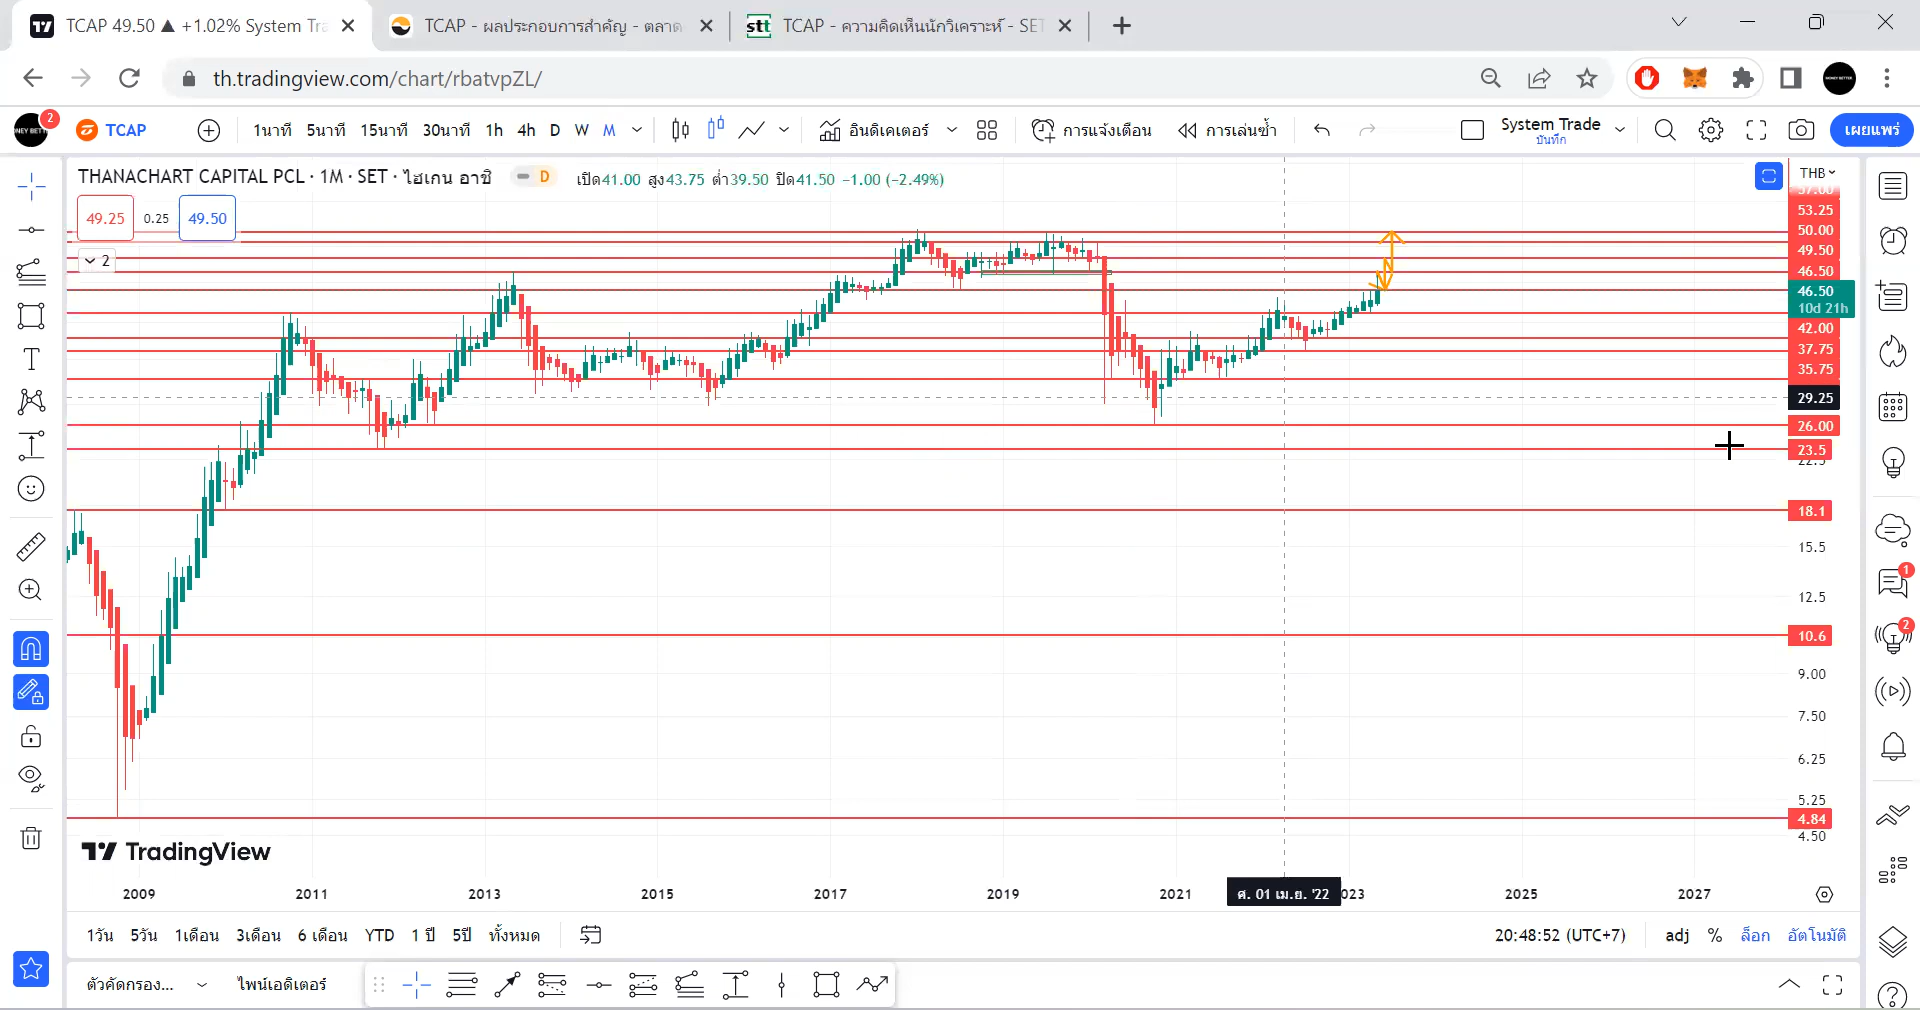 TCAP 49.50 ▲ +1.02% System Tra
TCAP - ผลประกอบการสำคัญ - ตลาด
stt
TCAP - ความคิดเห็นนักวิเคราะห์ - SET
th.tradingview.com/chart/rbatvpZL/
2
TCAP
1นาที 5นาที 15นาที 30นาที 1h 4h D W M
อินดิเคเตอร์
การแจ้งเตือน
การเล่นซ้ำ
System Trade
บันทึก
เผยแพร่
THANACHART CAPITAL PCL · 1M · SET · ไฮเกน อาชิ
D
เปิด41.00 สูง43.75 ต่ำ39.50 ปิด41.50 −1.00 (−2.49%)
THB
49.25
0.25
49.50
2
57.00
53.25
50.00
49.50
46.50
46.50
10d 21h
42.00
37.75
35.75
29.25
26.00
23.5
22.5
18.1
15.5
12.5
10.6
9.00
7.50
6.25
5.25
4.84
4.50
1
2
TradingView
2009 2011 2013 2015 2017 2019 2021 ศ. 01 เม.ย. '22 023 2025 2027
1วัน 5วัน 1เดือน 3เดือน 6 เดือน YTD 1 ปี 5ปี ทั้งหมด
20:48:52 (UTC+7)
adj % ล็อก อัตโนมัติ
ตัวคัดกรอง...
ไพน์เอดิเตอร์